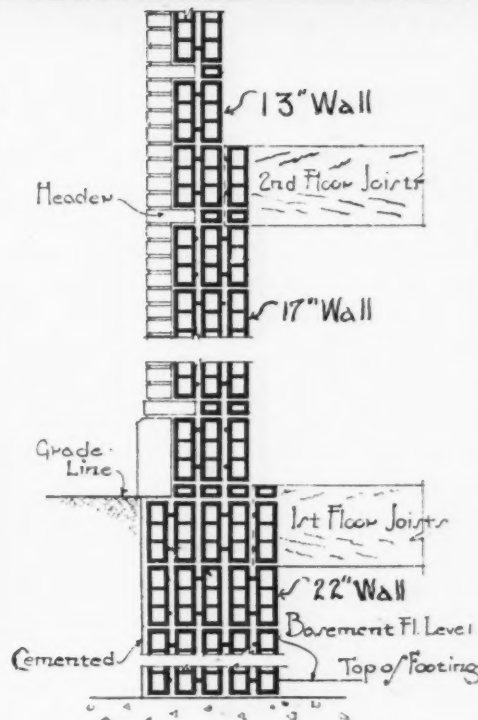 13" Wall
2nd Floor Joists
Header
17" Wall
Grade
Line
1st Floor Joists
22" Wall
Basement Fl. Level
Cemented
Top of Footing